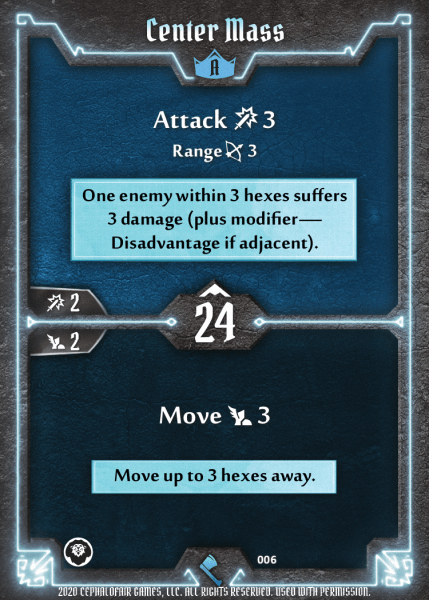 Center Mass
A
Attack 3
Range 3
One enemy within 3 hexes suffers
3 damage (plus modifier—
Disadvantage if adjacent).
2
24
2
Move 3
Move up to 3 hexes away.
006
2020 CEPHALOFAIR GAMES, LLC. ALL RIGHTS RESERVED. USED WITH PERMISSION.